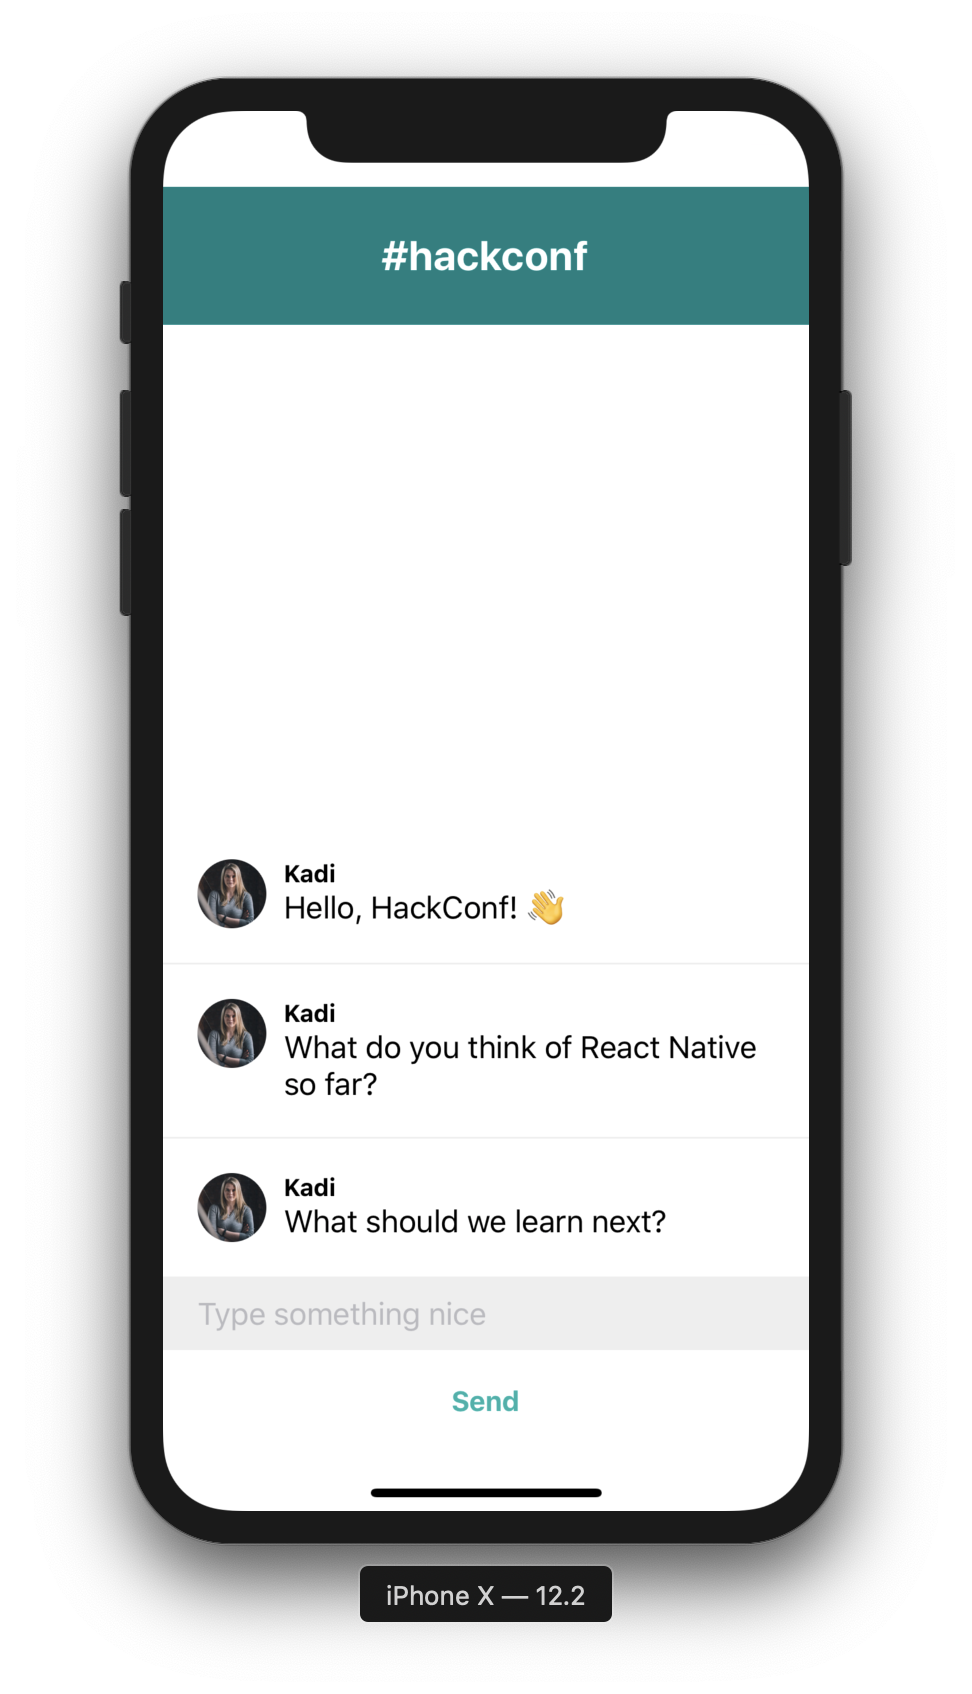 #hackconf
Kadi
Hello, HackConf! 👋
Kadi
What do you think of React Native
so far?
Kadi
What should we learn next?
Type something nice
Send
iPhone X — 12.2